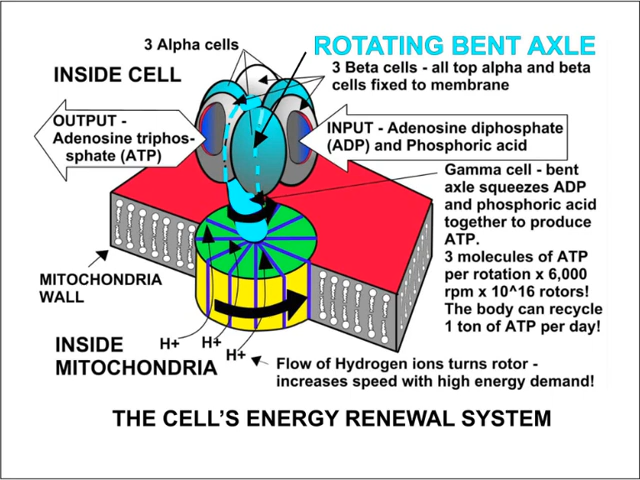 3 Alpha cells
ROTATING BENT AXLE
INSIDE CELL
3 Beta cells - all top alpha and beta
cells fixed to membrane
OUTPUT -
Adenosine triphos-
sphate (ATP)
INPUT - Adenosine diphosphate
(ADP) and Phosphoric acid
Gamma cell - bent
axle squeezes ADP
and phosphoric acid
together to produce
ATP.
3 molecules of ATP
per rotation x 6,000
rpm x 10^16 rotors!
The body can recycle
1 ton of ATP per day!
MITOCHONDRIA
WALL
INSIDE
MITOCHONDRIA
H+
H+
H+
Flow of Hydrogen ions turns rotor -
increases speed with high energy demand!
THE CELL'S ENERGY RENEWAL SYSTEM